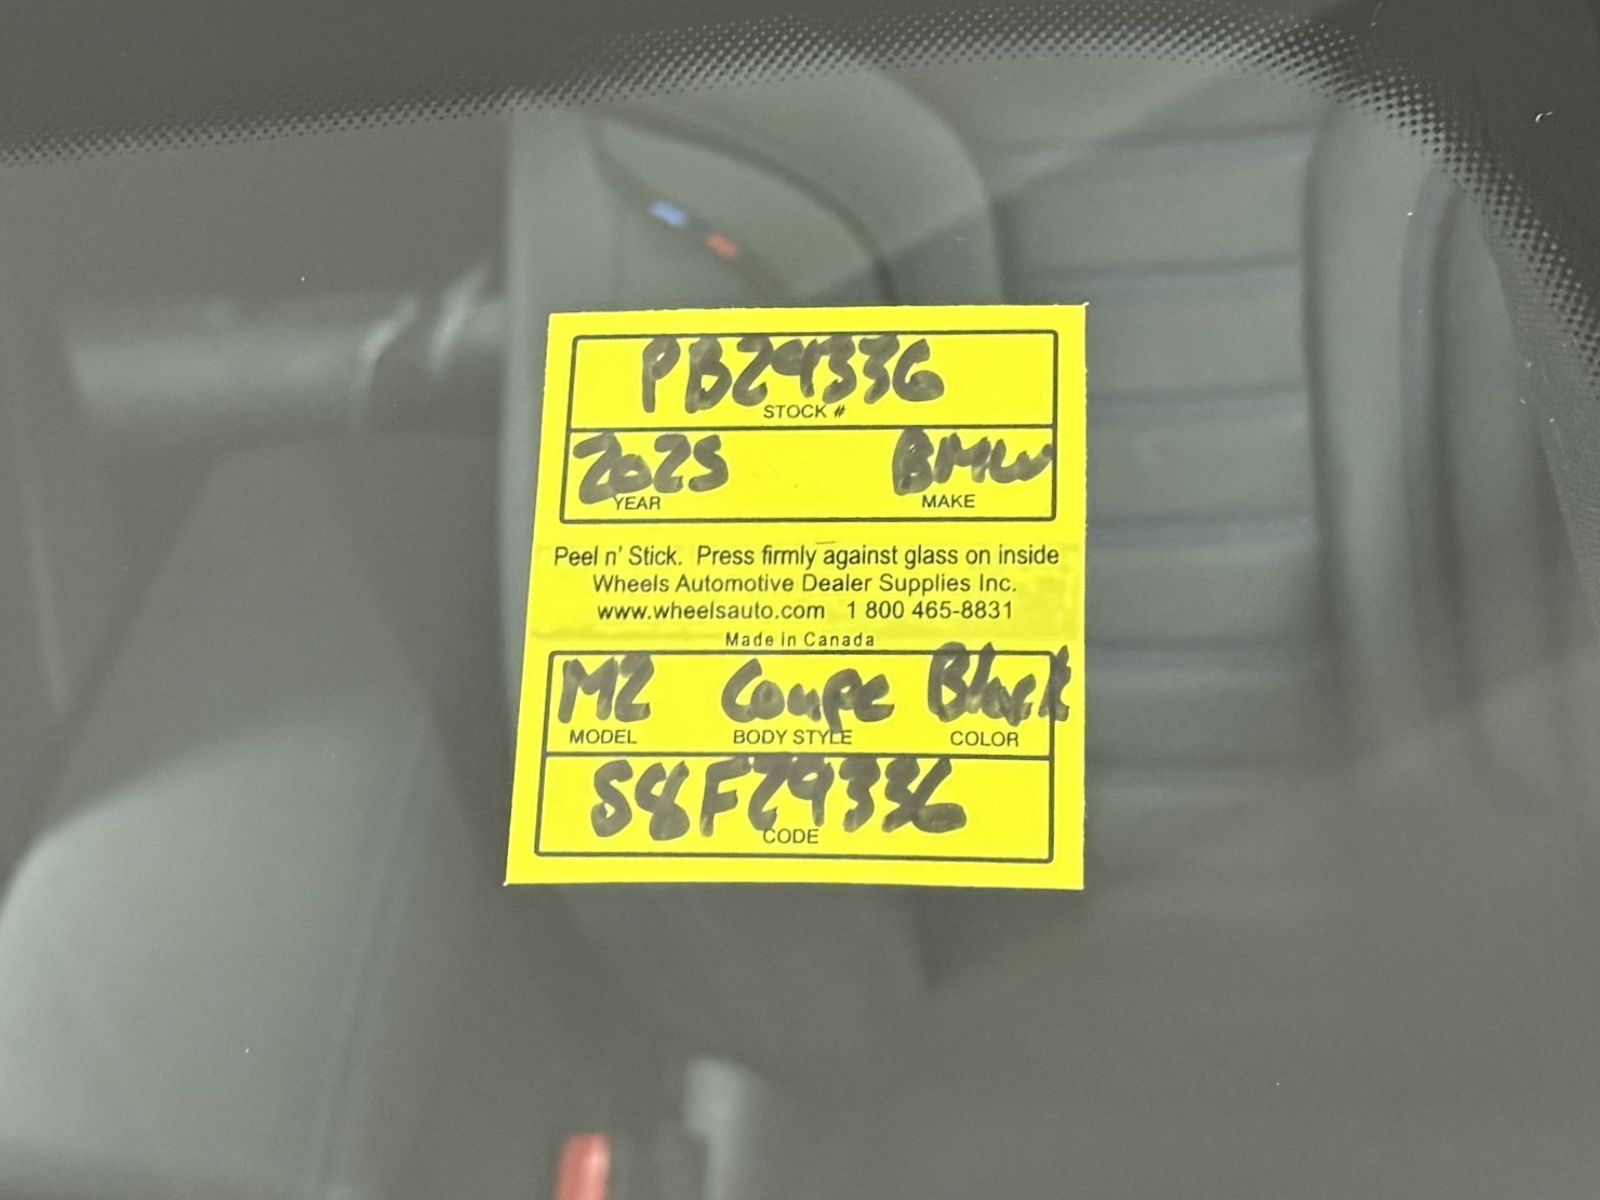 PB29336
STOCK #
2025 BMW
YEAR MAKE
Peel n' Stick. Press firmly against glass on inside
Wheels Automotive Dealer Supplies Inc.
www.wheelsauto.com 1 800 465-8831
Made in Canada
M2 Coupe Black
MODEL BODY STYLE COLOR
S8F29336
CODE